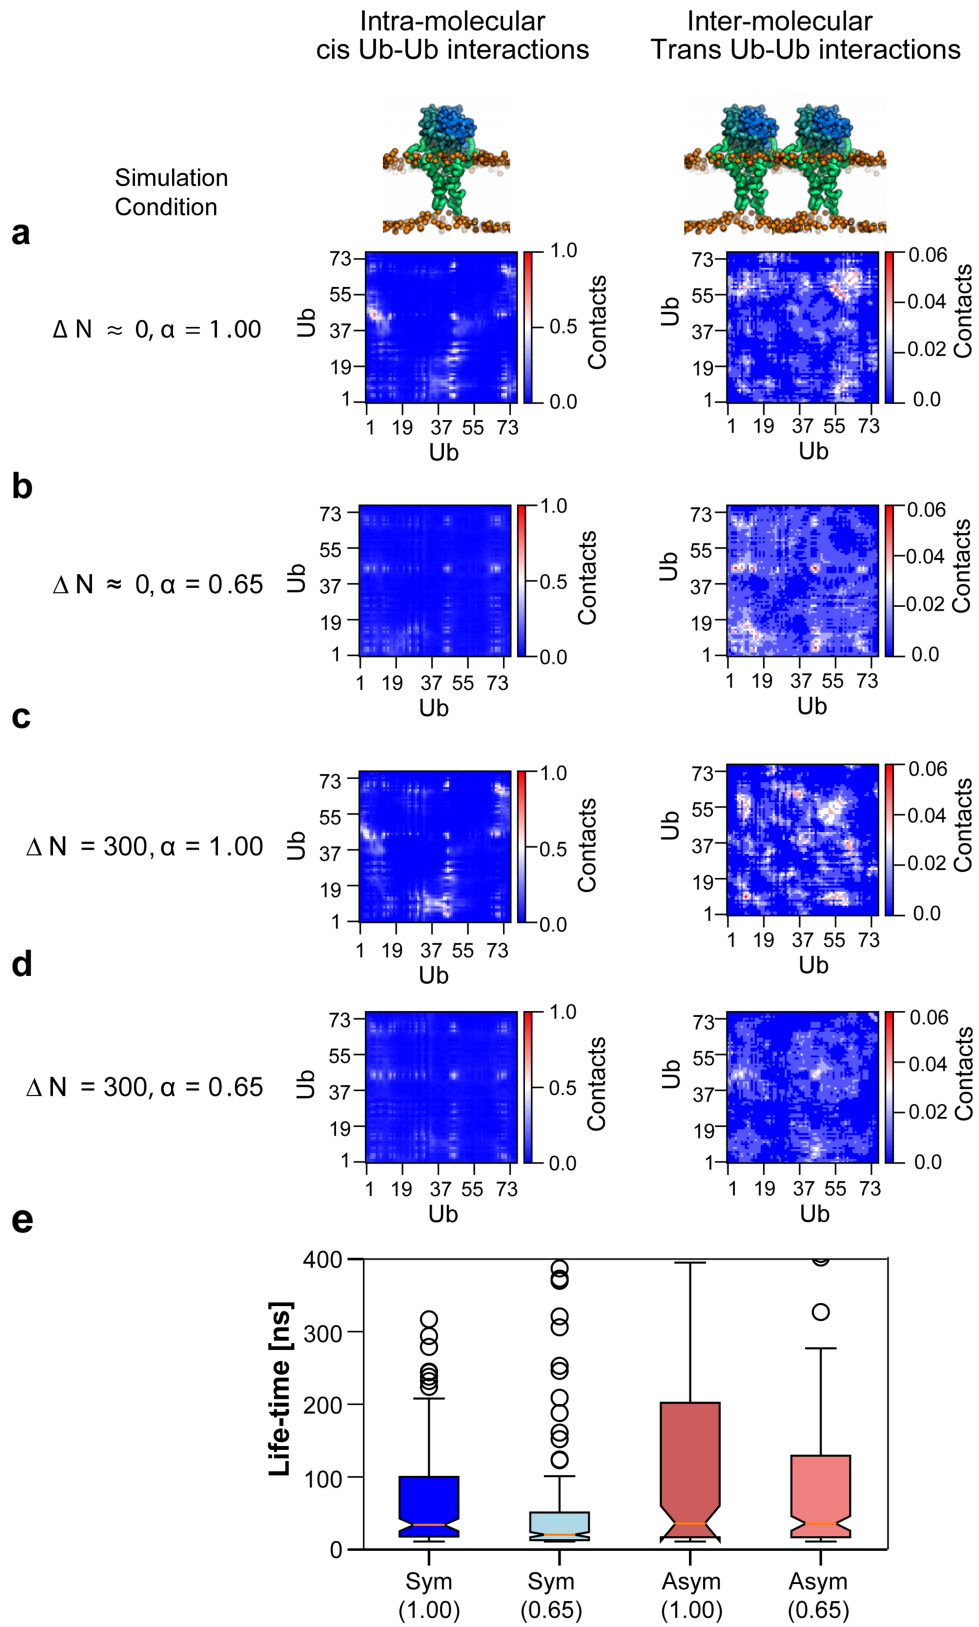 Intra-molecular
cis Ub-Ub interactions
Inter-molecular
Trans Ub-Ub interactions
Simulation
Condition
a
Δ N ≈ 0, α = 1.00
73
55
37
19
1
Ub
1 19 37 55 73
Ub
1.0
0.5
0.0
Contacts
73
55
37
19
1
Ub
1 19 37 55 73
Ub
0.06
0.04
0.02
0.0
Contacts
b
Δ N ≈ 0, α = 0.65
73
55
37
19
1
Ub
1 19 37 55 73
Ub
1.0
0.5
0.0
Contacts
73
55
37
19
1
Ub
1 19 37 55 73
Ub
0.06
0.04
0.02
0.0
Contacts
c
Δ N = 300, α = 1.00
73
55
37
19
1
Ub
1 19 37 55 73
Ub
1.0
0.5
0.0
Contacts
73
55
37
19
1
Ub
1 19 37 55 73
Ub
0.06
0.04
0.02
0.0
Contacts
d
Δ N = 300, α = 0.65
73
55
37
19
1
Ub
1 19 37 55 73
Ub
1.0
0.5
0.0
Contacts
73
55
37
19
1
Ub
1 19 37 55 73
Ub
0.06
0.04
0.02
0.0
Contacts
e
Life-time [ns]
400
300
200
100
0
Sym
(1.00)
Sym
(0.65)
Asym
(1.00)
Asym
(0.65)